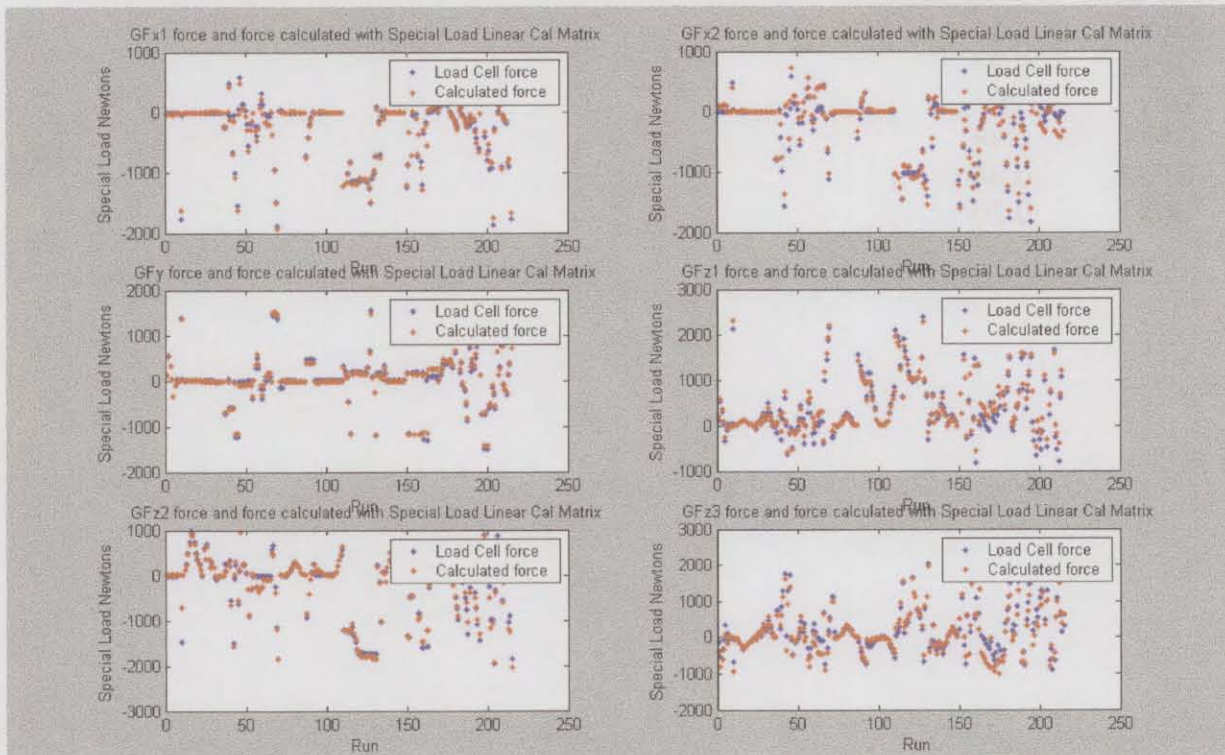 GFx1 force and force calculated with Special Load Linear Cal Matrix
1000
0
-1000
-2000
Special Load Newtons
Load Cell force
Calculated force
0 50 100 150 200 250
Run
GFx2 force and force calculated with Special Load Linear Cal Matrix
1000
0
-1000
-2000
Special Load Newtons
Load Cell force
Calculated force
0 50 100 150 200 250
Run
GFy force and force calculated with Special Load Linear Cal Matrix
2000
1000
0
-1000
-2000
Special Load Newtons
Load Cell force
Calculated force
0 50 100 150 200 250
Run
GFz1 force and force calculated with Special Load Linear Cal Matrix
3000
2000
1000
0
-1000
Special Load Newtons
Load Cell force
Calculated force
0 50 100 150 200 250
Run
GFz2 force and force calculated with Special Load Linear Cal Matrix
1000
0
-1000
-2000
-3000
Special Load Newtons
Load Cell force
Calculated force
0 50 100 150 200 250
Run
GFz3 force and force calculated with Special Load Linear Cal Matrix
3000
2000
1000
0
-1000
-2000
Special Load Newtons
Load Cell force
Calculated force
0 50 100 150 200 250
Run